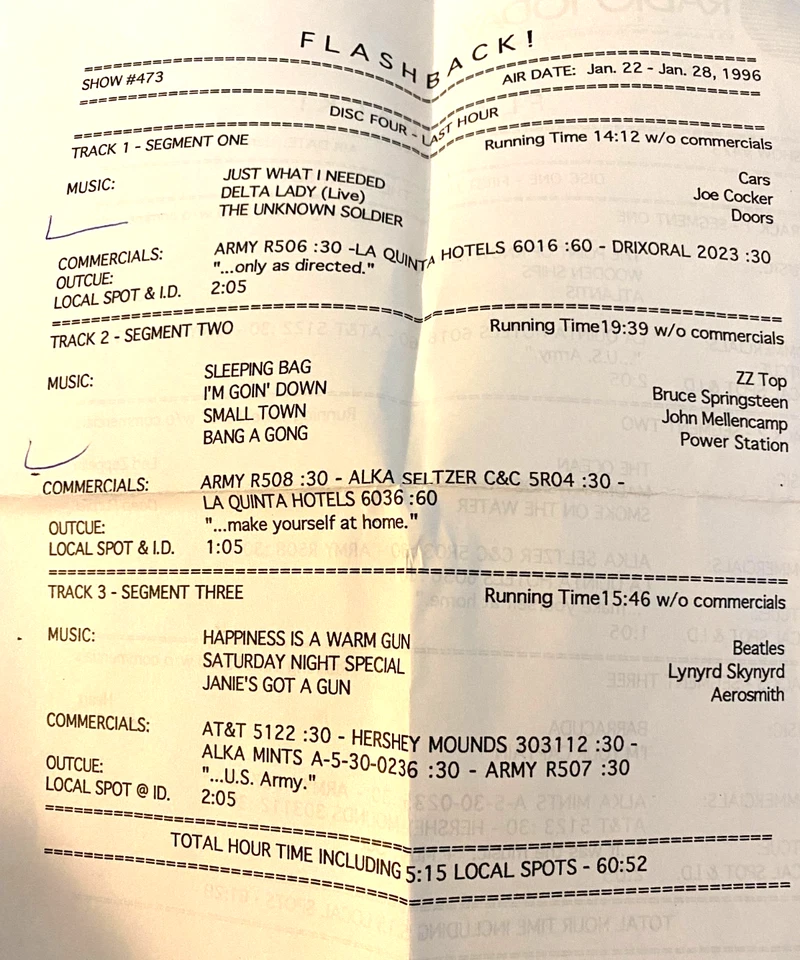 FLASHBACK!
SHOW #473 AIR DATE: Jan. 22 - Jan. 28, 1996
DISC FOUR - LAST HOUR
TRACK 1 - SEGMENT ONE Running Time 14:12 w/o commercials
MUSIC: JUST WHAT I NEEDED Cars
DELTA LADY (Live) Joe Cocker
THE UNKNOWN SOLDIER Doors
COMMERCIALS: ARMY R506 :30 -LA QUINTA HOTELS 6016 :60 - DRIXORAL 2023 :30
OUTCUE: "...only as directed."
LOCAL SPOT & I.D. 2:05
TRACK 2 - SEGMENT TWO Running Time19:39 w/o commercials
MUSIC: SLEEPING BAG ZZ Top
I'M GOIN' DOWN Bruce Springsteen
SMALL TOWN John Mellencamp
BANG A GONG Power Station
COMMERCIALS: ARMY R508 :30 - ALKA SELTZER C&C 5R04 :30 -
LA QUINTA HOTELS 6036 :60
OUTCUE: "...make yourself at home."
LOCAL SPOT & I.D. 1:05
TRACK 3 - SEGMENT THREE Running Time15:46 w/o commercials
MUSIC: HAPPINESS IS A WARM GUN Beatles
SATURDAY NIGHT SPECIAL Lynyrd Skynyrd
JANIE'S GOT A GUN Aerosmith
COMMERCIALS: AT&T 5122 :30 - HERSHEY MOUNDS 303112 :30 -
ALKA MINTS A-5-30-0236 :30 - ARMY R507 :30
OUTCUE: "...U.S. Army."
LOCAL SPOT @ ID. 2:05
TOTAL HOUR TIME INCLUDING 5:15 LOCAL SPOTS - 60:52